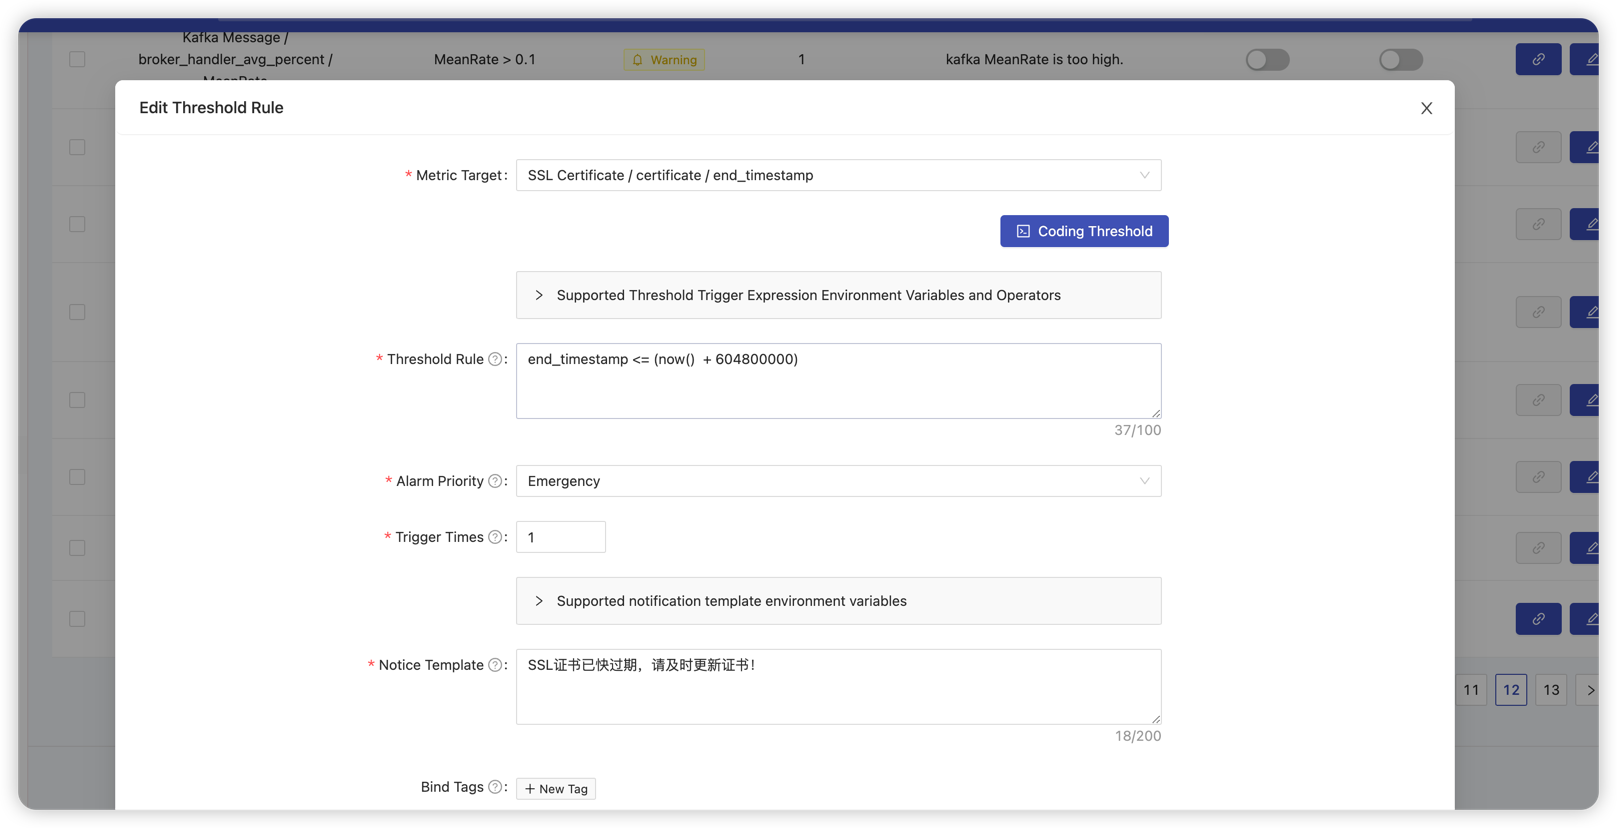 Kafka Message /
broker_handler_avg_percent /
MeanRate
MeanRate > 0.1
Warning
1
kafka MeanRate is too high.
Edit Threshold Rule
* Metric Target:
SSL Certificate / certificate / end_timestamp
Coding Threshold
Supported Threshold Trigger Expression Environment Variables and Operators
* Threshold Rule ? :
end_timestamp <= (now()  + 604800000)
37/100
* Alarm Priority ? :
Emergency
* Trigger Times ? :
1
Supported notification template environment variables
* Notice Template ? :
SSL证书已快过期，请及时更新证书！
18/200
Bind Tags ? :
+ New Tag
11
12
13